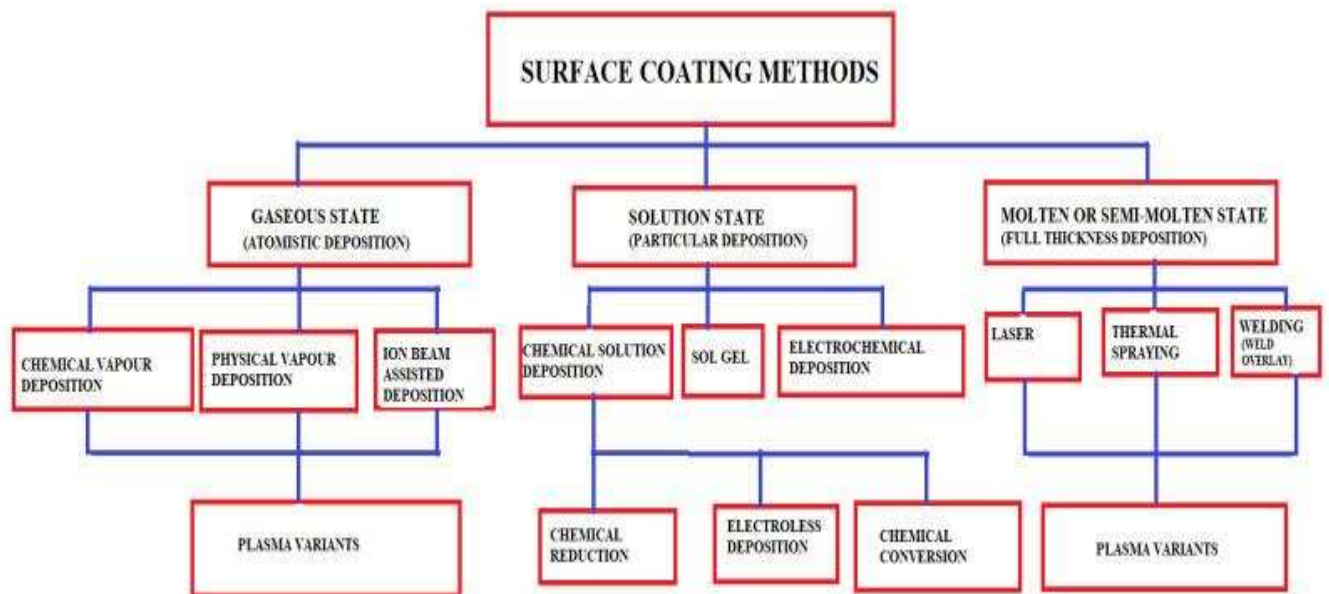 SURFACE COATING METHODS
GASEOUS STATE
(ATOMISTIC DEPOSITION)
SOLUTION STATE
(PARTICULAR DEPOSITION)
MOLTEN OR SEMI-MOLTEN STATE
(FULL THICKNESS DEPOSITION)
CHEMICAL VAPOUR
DEPOSITION
PHYSICAL VAPOUR
DEPOSITION
ION BEAM
ASSISTED
DEPOSITION
CHEMICAL SOLUTION
DEPOSITION
SOL GEL
ELECTROCHEMICAL
DEPOSITION
LASER
THERMAL
SPRAYING
WELDING
(WELD
OVERLAY)
PLASMA VARIANTS
CHEMICAL
REDUCTION
ELECTROLESS
DEPOSITION
CHEMICAL
CONVERSION
PLASMA VARIANTS